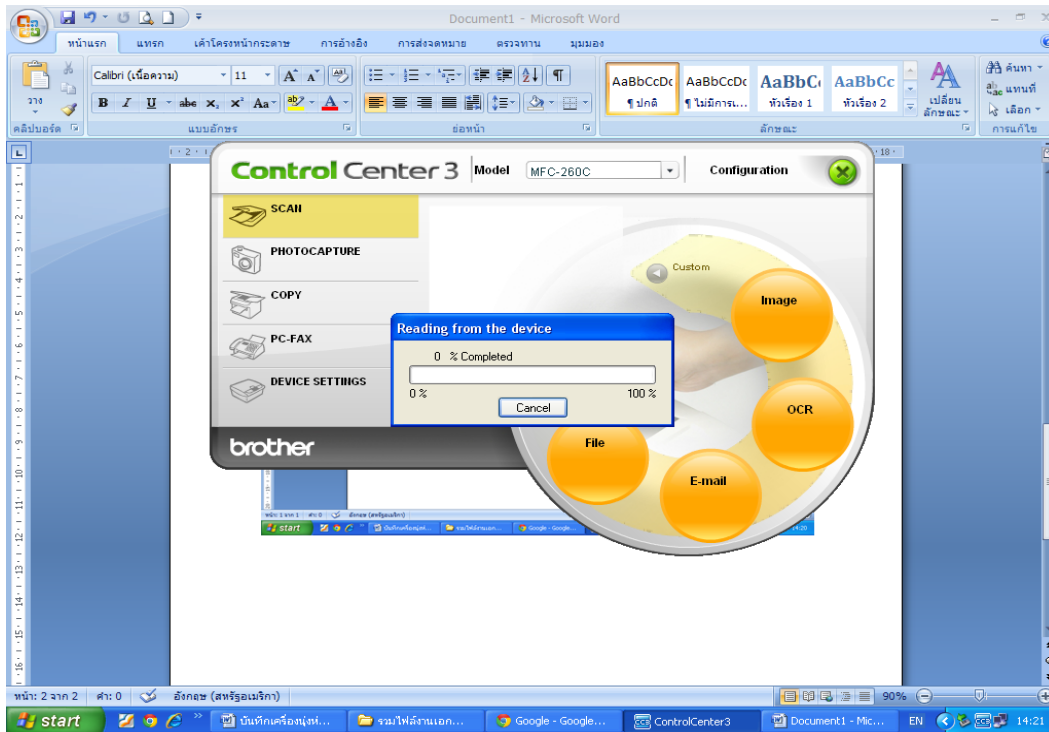 Document1 - Microsoft Word
หน้าแรก แทรก เค้าโครงหน้ากระดาษ การอ้างอิง การส่งจดหมาย ตรวจทาน มุมมอง
วาง
Calibri (เนื้อความ) 11
AaBbCcDc AaBbCcDc AaBbC AaBbCc
¶ ปกติ ¶ ไม่มีการเ... หัวเรื่อง 1 หัวเรื่อง 2
เปลี่ยน
ลักษณะ
ค้นหา
แทนที่
เลือก
คลิปบอร์ด แบบอักษร ย่อหน้า ลักษณะ การแก้ไข
Control Center 3 Model MFC-260C Configuration
SCAN
PHOTOCAPTURE
COPY
PC-FAX
DEVICE SETTINGS
brother
Custom
Image
OCR
E-mail
File
Reading from the device
0 % Completed
0 % 100 %
Cancel
start
14:20
หน้า: 2 จาก 2 คำ: 0 อังกฤษ (สหรัฐอเมริกา) 90%
start บันทึกเครื่องนุ่งห่... รวมไฟล์งานเอก... Google - Google... ControlCenter3 Document1 - Mic... EN 14:21